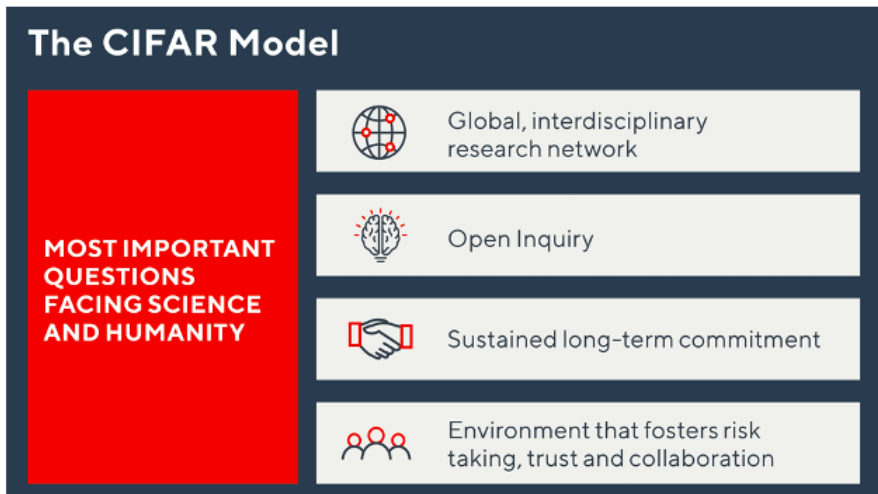 The CIFAR Model
MOST IMPORTANT
QUESTIONS
FACING SCIENCE
AND HUMANITY
Global, interdisciplinary
research network
Open Inquiry
Sustained long-term commitment
Environment that fosters risk
taking, trust and collaboration